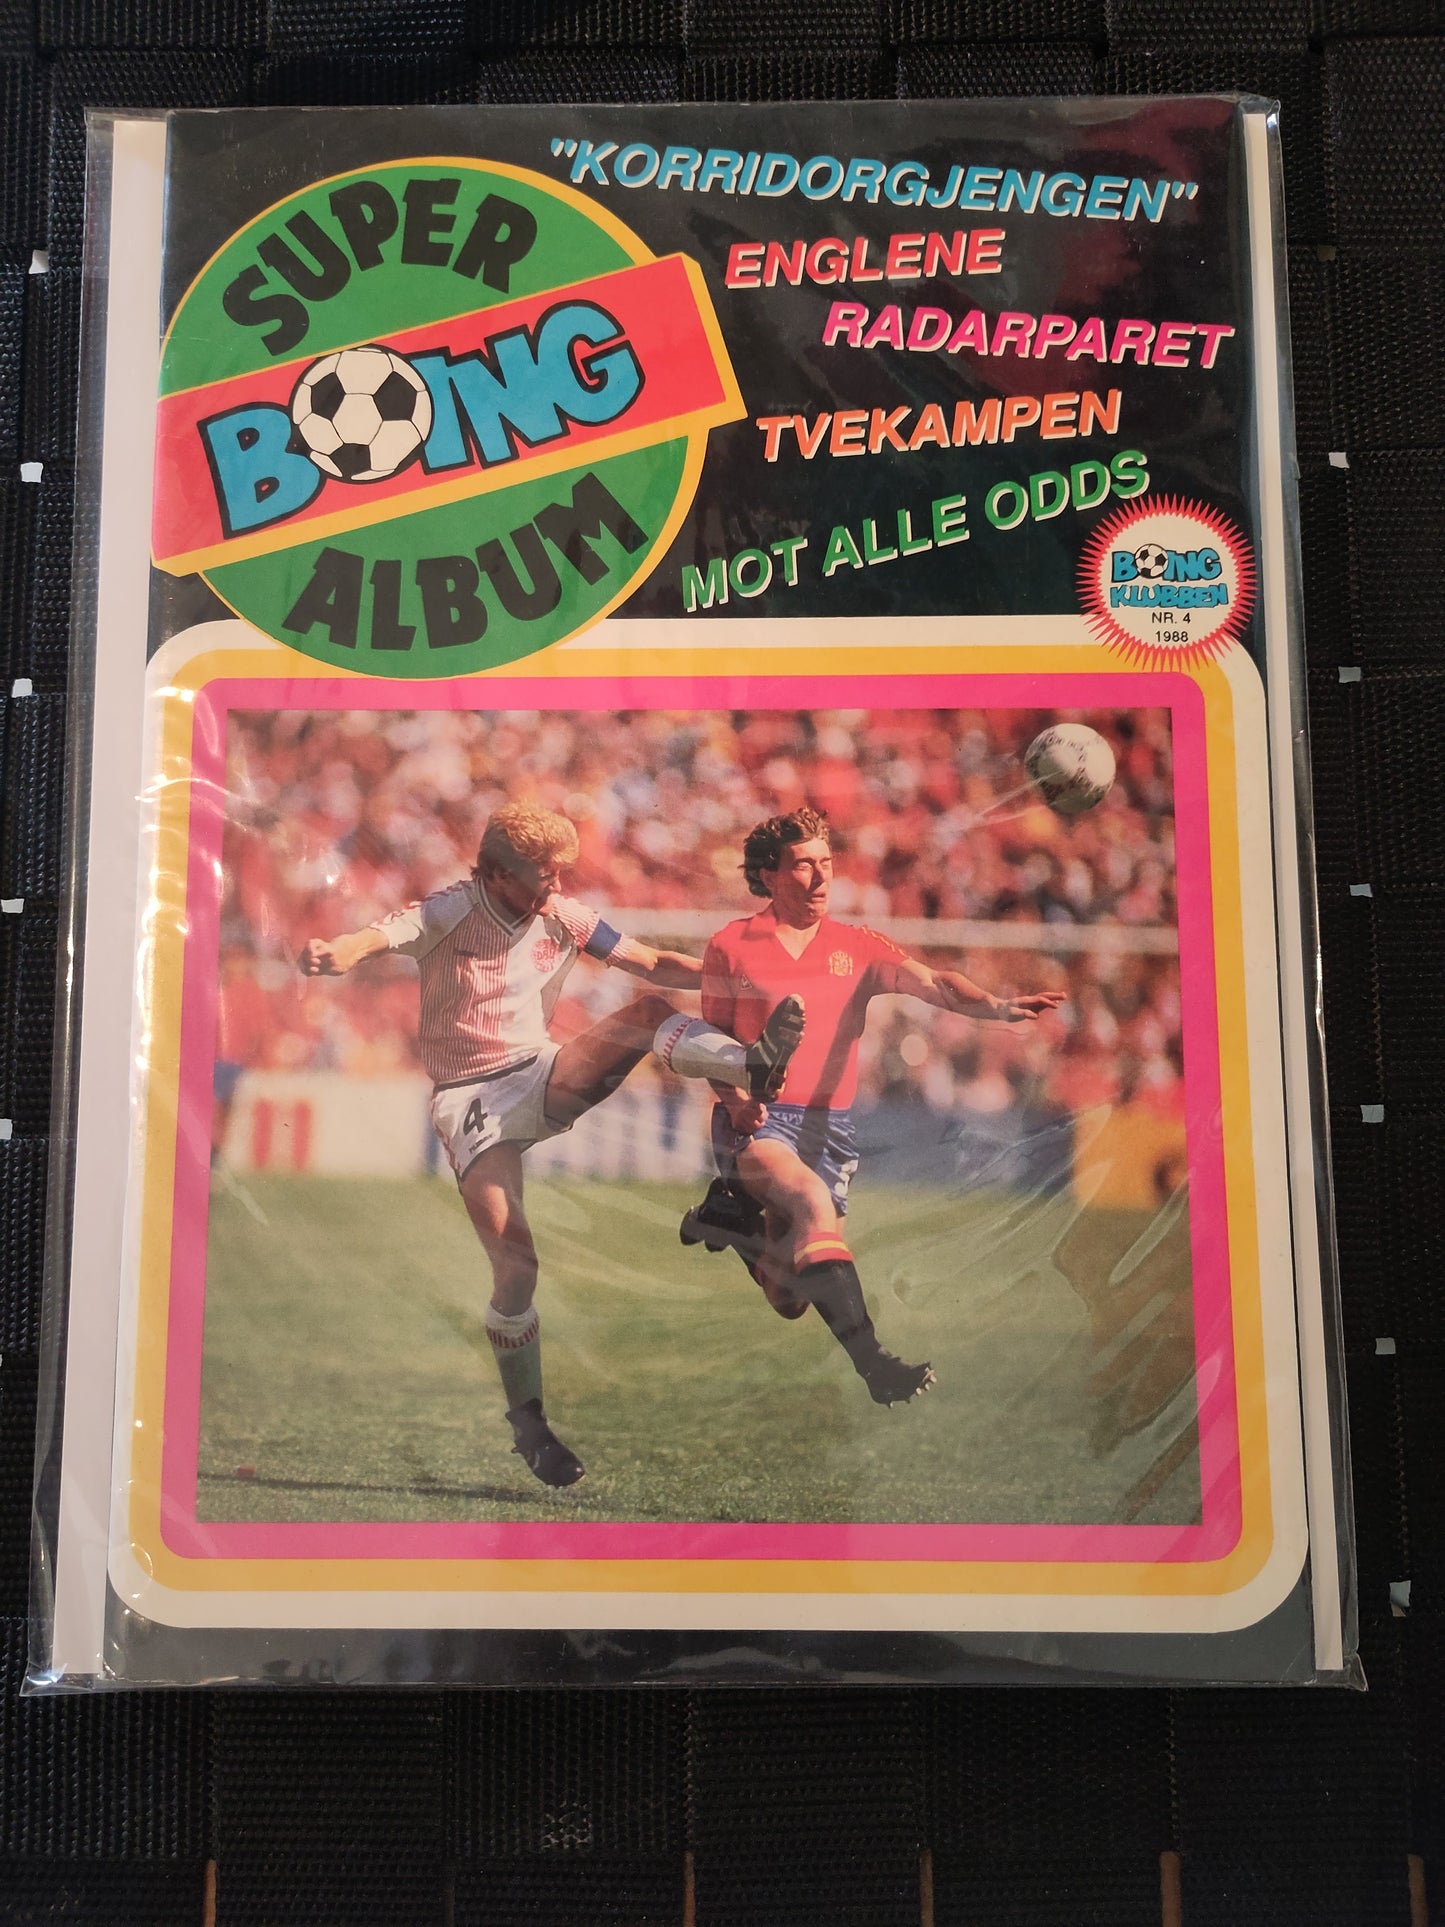 SUPER
BOING
ALBUM
"KORRIDORGJENGEN"
ENGLENE
RADARPARET
TVEKAMPEN
MOT ALLE ODDS
BOING
KLUBBEN
NR. 4
1988
4